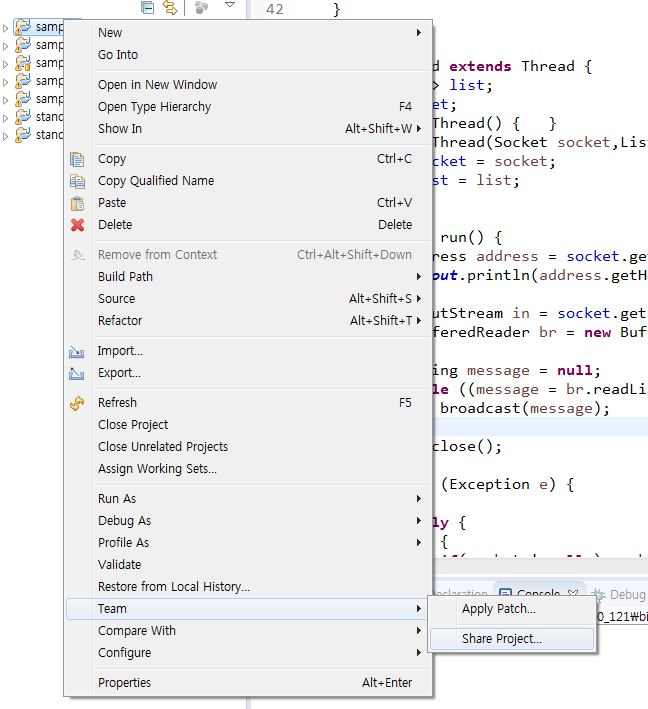 42 }
samp
samp
samp
samp
samp
stand
stand
New
Go Into
Open in New Window
Open Type Hierarchy F4
Show In Alt+Shift+W
Copy Ctrl+C
Copy Qualified Name
Paste Ctrl+V
Delete Delete
Remove from Context Ctrl+Alt+Shift+Down
Build Path
Source Alt+Shift+S
Refactor Alt+Shift+T
Import...
Export...
Refresh F5
Close Project
Close Unrelated Projects
Assign Working Sets...
Run As
Debug As
Profile As
Validate
Restore from Local History...
Team
Compare With
Configure
Properties Alt+Enter
Apply Patch...
Share Project...
d extends Thread {
> list;
et;
Thread() { }
Thread(Socket socket,Lis
cket = socket;
st = list;
run() {
ress address = socket.ge
out.println(address.getH
utStream in = socket.get
feredReader br = new Buf
ing message = null;
le ((message = br.readLi
broadcast(message);
close();
(Exception e) {
ly {
{
Console
Debug
0_121₩bi